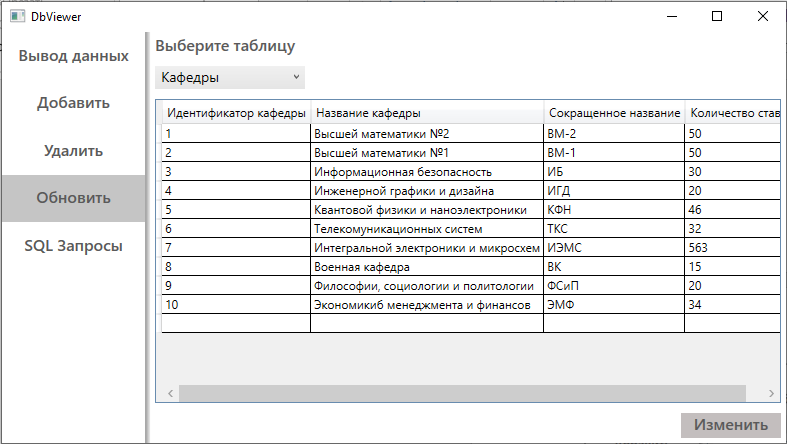 DbViewer
Вывод данных
Добавить
Удалить
Обновить
SQL Запросы
Выберите таблицу
Кафедры
Идентификатор кафедры Название кафедры Сокращенное название Количество став
1 Высшей математики №2 ВМ-2 50
2 Высшей математики №1 ВМ-1 50
3 Информационная безопасность ИБ 30
4 Инженерной графики и дизайна ИГД 20
5 Квантовой физики и наноэлектроники КФН 46
6 Телекомуникационных систем ТКС 32
7 Интегральной электроники и микросхем ИЭМС 563
8 Военная кафедра ВК 15
9 Философии, социологии и политологии ФСиП 20
10 Экономикиб менеджмента и финансов ЭМФ 34
Изменить